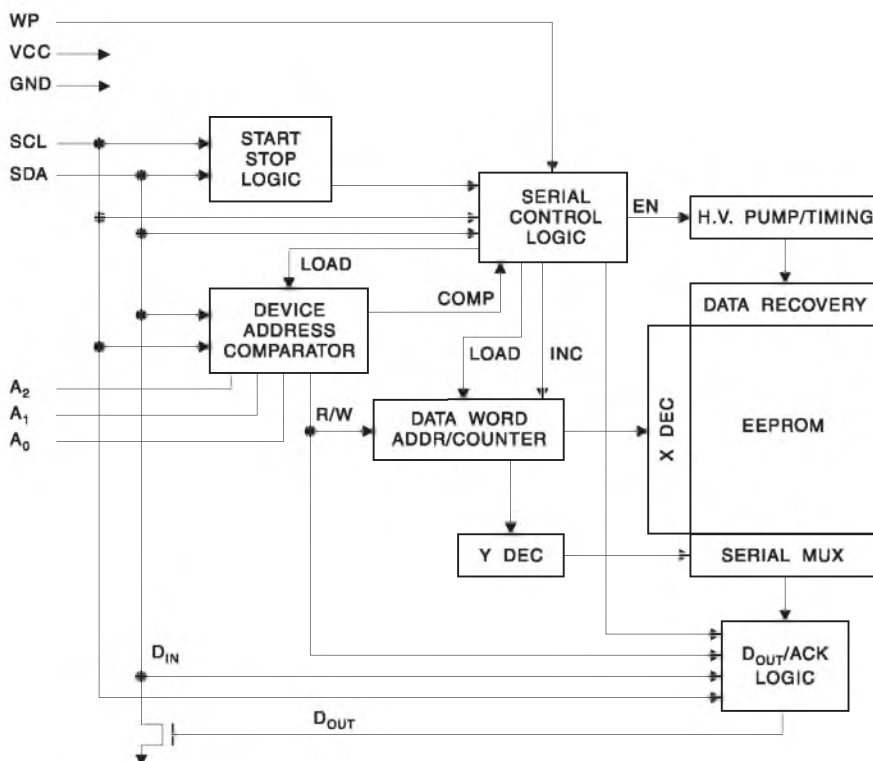 WP
VCC
GND
SCL
SDA
START
STOP
LOGIC
SERIAL
CONTROL
LOGIC
EN
H.V. PUMP/TIMING
LOAD
COMP
DEVICE
ADDRESS
COMPARATOR
DATA RECOVERY
LOAD
INC
A2
A1
A0
R/W
DATA WORD
ADDR/COUNTER
X DEC
EEPROM
Y DEC
SERIAL MUX
DIN
DOUT/ACK
LOGIC
DOUT